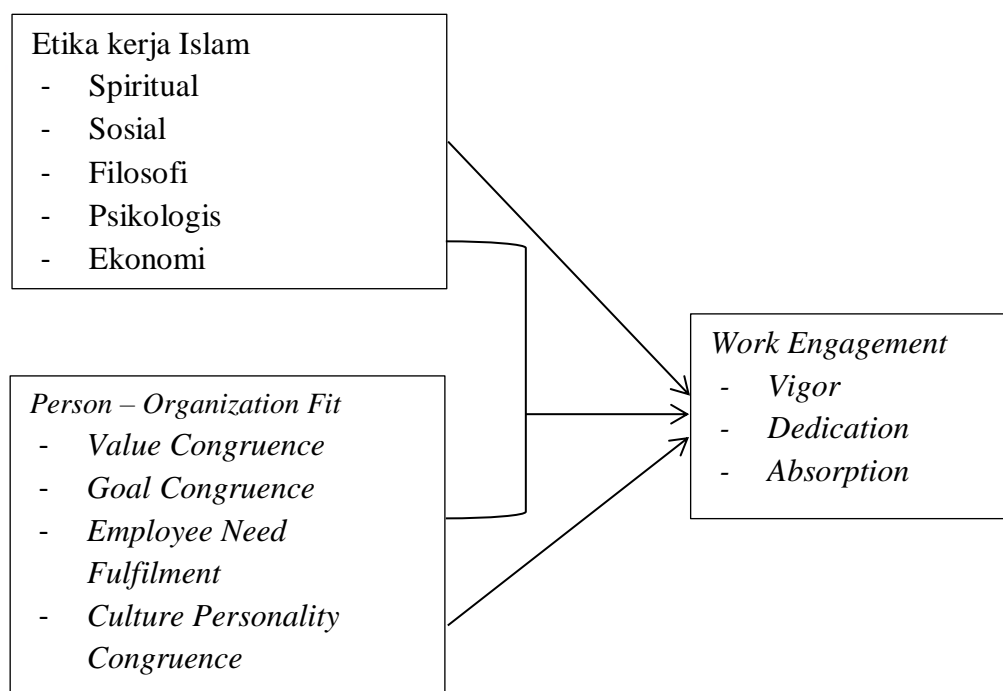 Etika kerja Islam
- Spiritual
- Sosial
- Filosofi
- Psikologis
- Ekonomi
Person – Organization Fit
- Value Congruence
- Goal Congruence
- Employee Need
Fulfilment
- Culture Personality
Congruence
Work Engagement
- Vigor
- Dedication
- Absorption